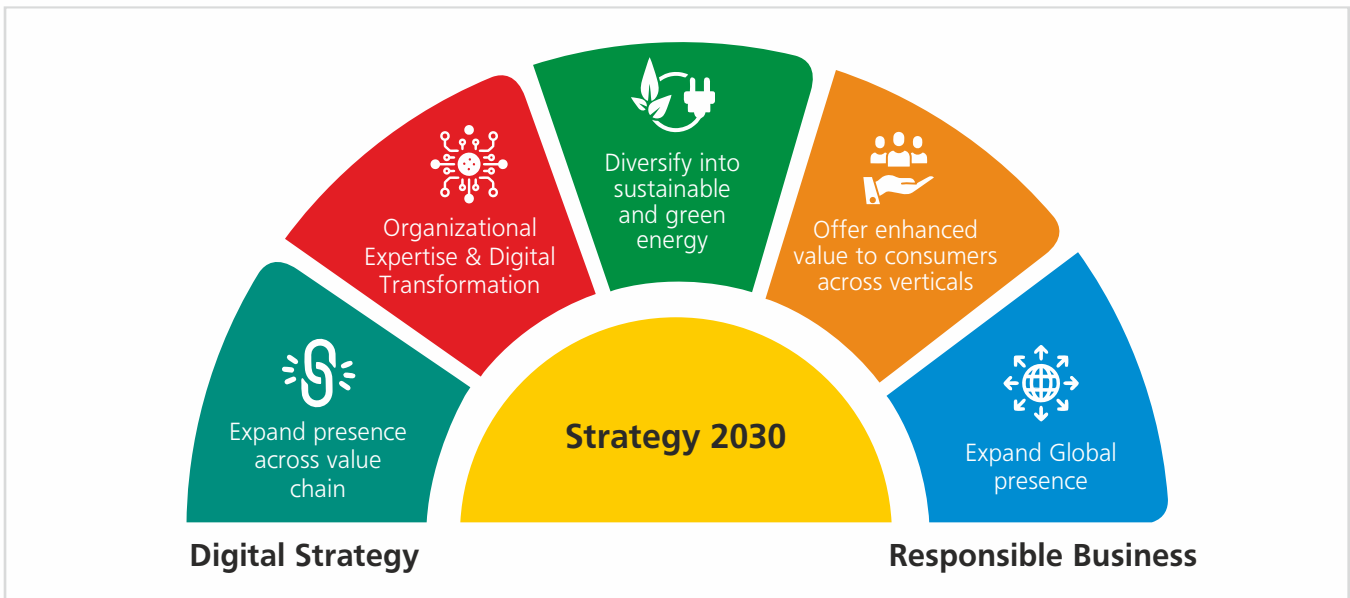 Expand presence
across value
chain
Organizational
Expertise & Digital
Transformation
Diversify into
sustainable
and green
energy
Offer enhanced
value to consumers
across verticals
Expand Global
presence
Strategy 2030
Digital Strategy
Responsible Business